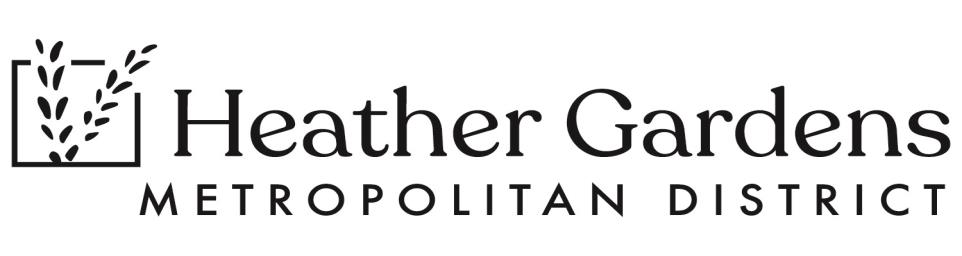 Heather Gardens
METROPOLITAN DISTRICT